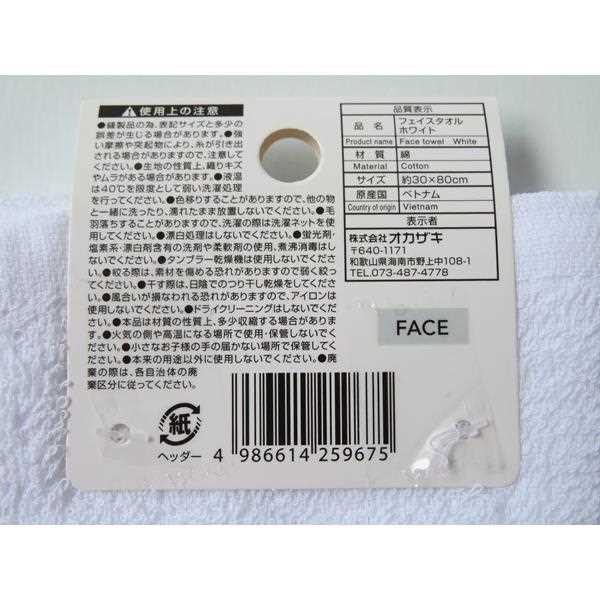 ⚠使用上の注意
●縫製品の為、表記サイズと多少の
誤差が生じる場合があります。●強
い摩擦や突起物により、糸が引き出
される場合がありますので、注意して
ください。●生地の性質上、織りキズ
やムラがある場合があります。●液温
は40℃を限度として弱い洗濯処理
を行ってください。●色移りすることがありますので、他の物
と一緒に洗ったり、濡れたまま放置しないでください。●毛
羽落ちすることがありますので、洗濯の際は洗濯ネットを使
用してください。●漂白処理はしないでください。●蛍光剤・
塩素系・漂白剤含有の洗剤や柔軟剤の使用、煮沸消毒はし
ないでください。●タンブラー乾燥機は使用しないでください。
●絞る際は、素材を傷める恐れがありますので弱く絞っ
てください。●干す際は、日陰でのつり干し乾燥をしてください。
●風合いが損なわれる恐れがありますので、アイロンは
使用しないでください。●ドライクリーニングはしないでくださ
い。●本品は材質の性質上、多少収縮する場合がありま
す。●火気の側や高温になる場所で使用・保管しないでくだ
さい。●小さなお子様の手の届かない場所で保管してく
ださい。●本来の用途以外に使用しないでください。●廃
棄の際は、各自治体の廃
棄区分に従ってください。
品質表示
品名 フェイスタオル
ホワイト
Product name Face towel White
材質 綿
Material Cotton
サイズ 約30×80cm
原産国 ベトナム
Country of origin Vietnam
表示者
株式会社オカザキ
〒640-1171
和歌山県海南市野上中108-1
TEL.073-487-4778
FACE
紙
ヘッダー
4 986614 259675